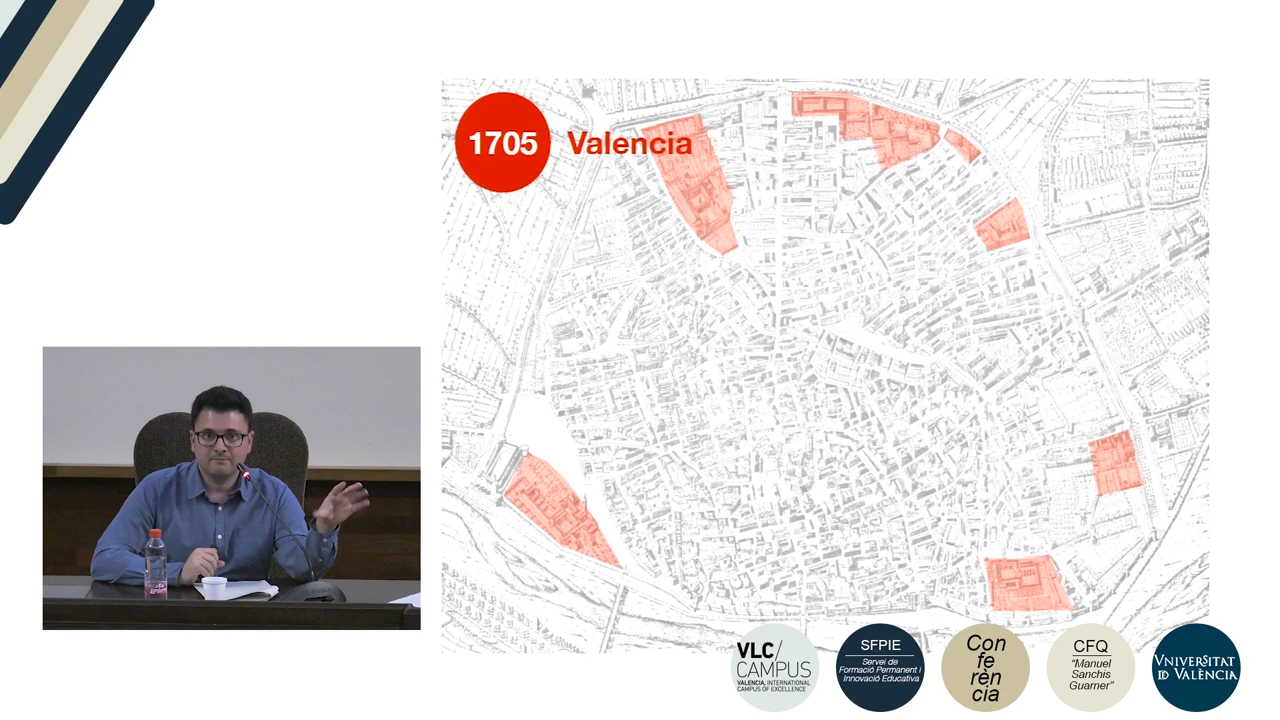 1705
Valencia
VLC/
CAMPUS
VALENCIA, INTERNATIONAL
CAMPUS OF EXCELLENCE
SFPIE
Servei de
Formació Permanent i
Innovació Educativa
Con
fe
rèn
cia
CFQ
“Manuel
Sanchis
Guarner”
VNIVERSITAT
ID VALÈNCIA